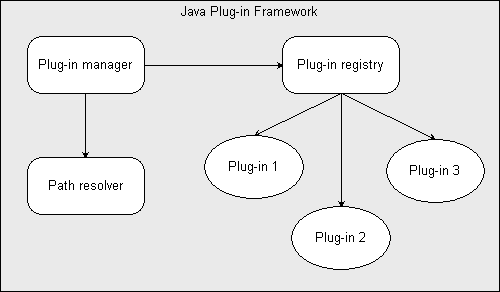 Java Plug-in Framework
Plug-in manager
Plug-in registry
Path resolver
Plug-in 1
Plug-in 3
Plug-in 2